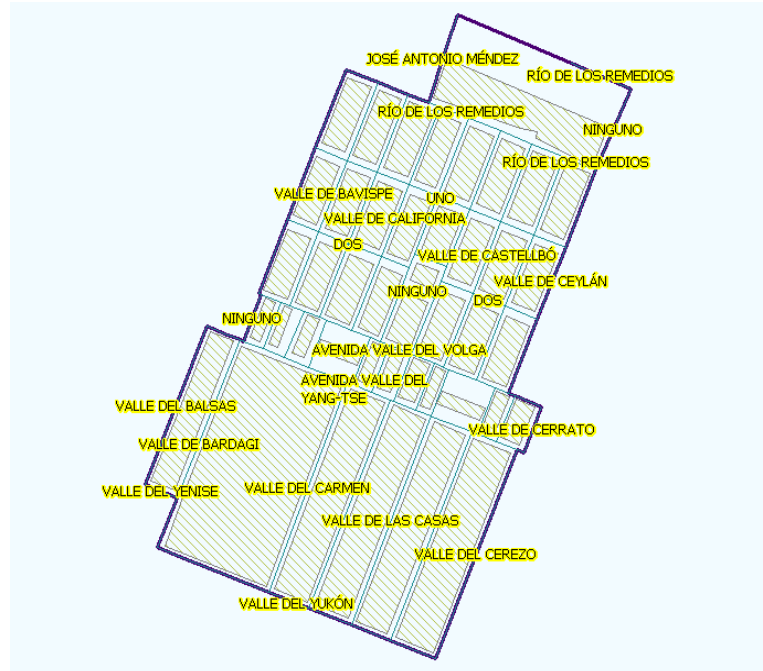 JOSÉ ANTONIO MÉNDEZ
RÍO DE LOS REMEDIOS
RÍO DE LOS REMEDIOS
NINGUNO
RÍO DE LOS REMEDIOS
VALLE DE BAVISPE
UNO
VALLE DE CALIFORNIA
DOS
VALLE DE CASTELLBÓ
VALLE DE CEYLÁN
NINGUNO
DOS
NINGUNO
AVENIDA VALLE DEL VOLGA
AVENIDA VALLE DEL
YANG-TSE
VALLE DEL BALSAS
VALLE DE CERRATO
VALLE DE BARDAGI
VALLE DEL YENISE
VALLE DEL CARMEN
VALLE DE LAS CASAS
VALLE DEL CEREZO
VALLE DEL YUKÓN